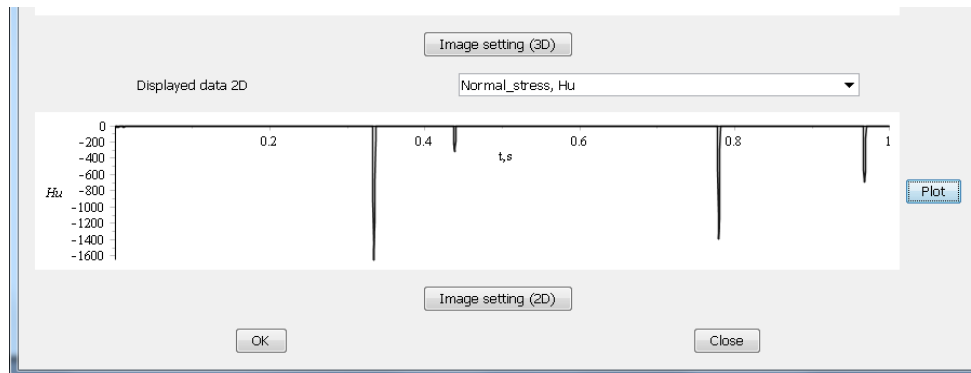 Image setting (3D)
Displayed data 2D
Normal_stress, Hu
0
-200
-400
-600
-800
-1000
-1200
-1400
-1600
Hu
0.2
0.4
0.6
0.8
1
t,s
Plot
Image setting (2D)
OK
Close